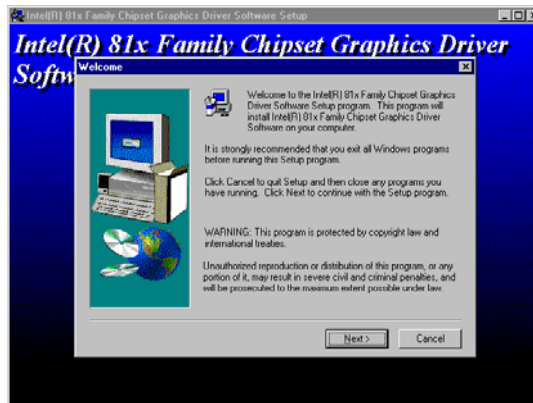 Intel(R) 81x Family Chipset Graphics Driver Software Setup
Intel(R) 81x Family Chipset Graphics Driver
Softw
Welcome
Welcome to the Intel(R) 81x Family Chipset Graphics
Driver Software Setup program. This program will
install Intel(R) 81x Family Chipset Graphics Driver
Software on your computer.
It is strongly recommended that you exit all Windows programs
before running this Setup program.
Click Cancel to quit Setup and then close any programs you
have running. Click Next to continue with the Setup program.
WARNING: This program is protected by copyright law and
international treaties.
Unauthorized reproduction or distribution of this program, or any
portion of it, may result in severe civil and criminal penalties, and
will be prosecuted to the maximum extent possible under law.
Next >
Cancel